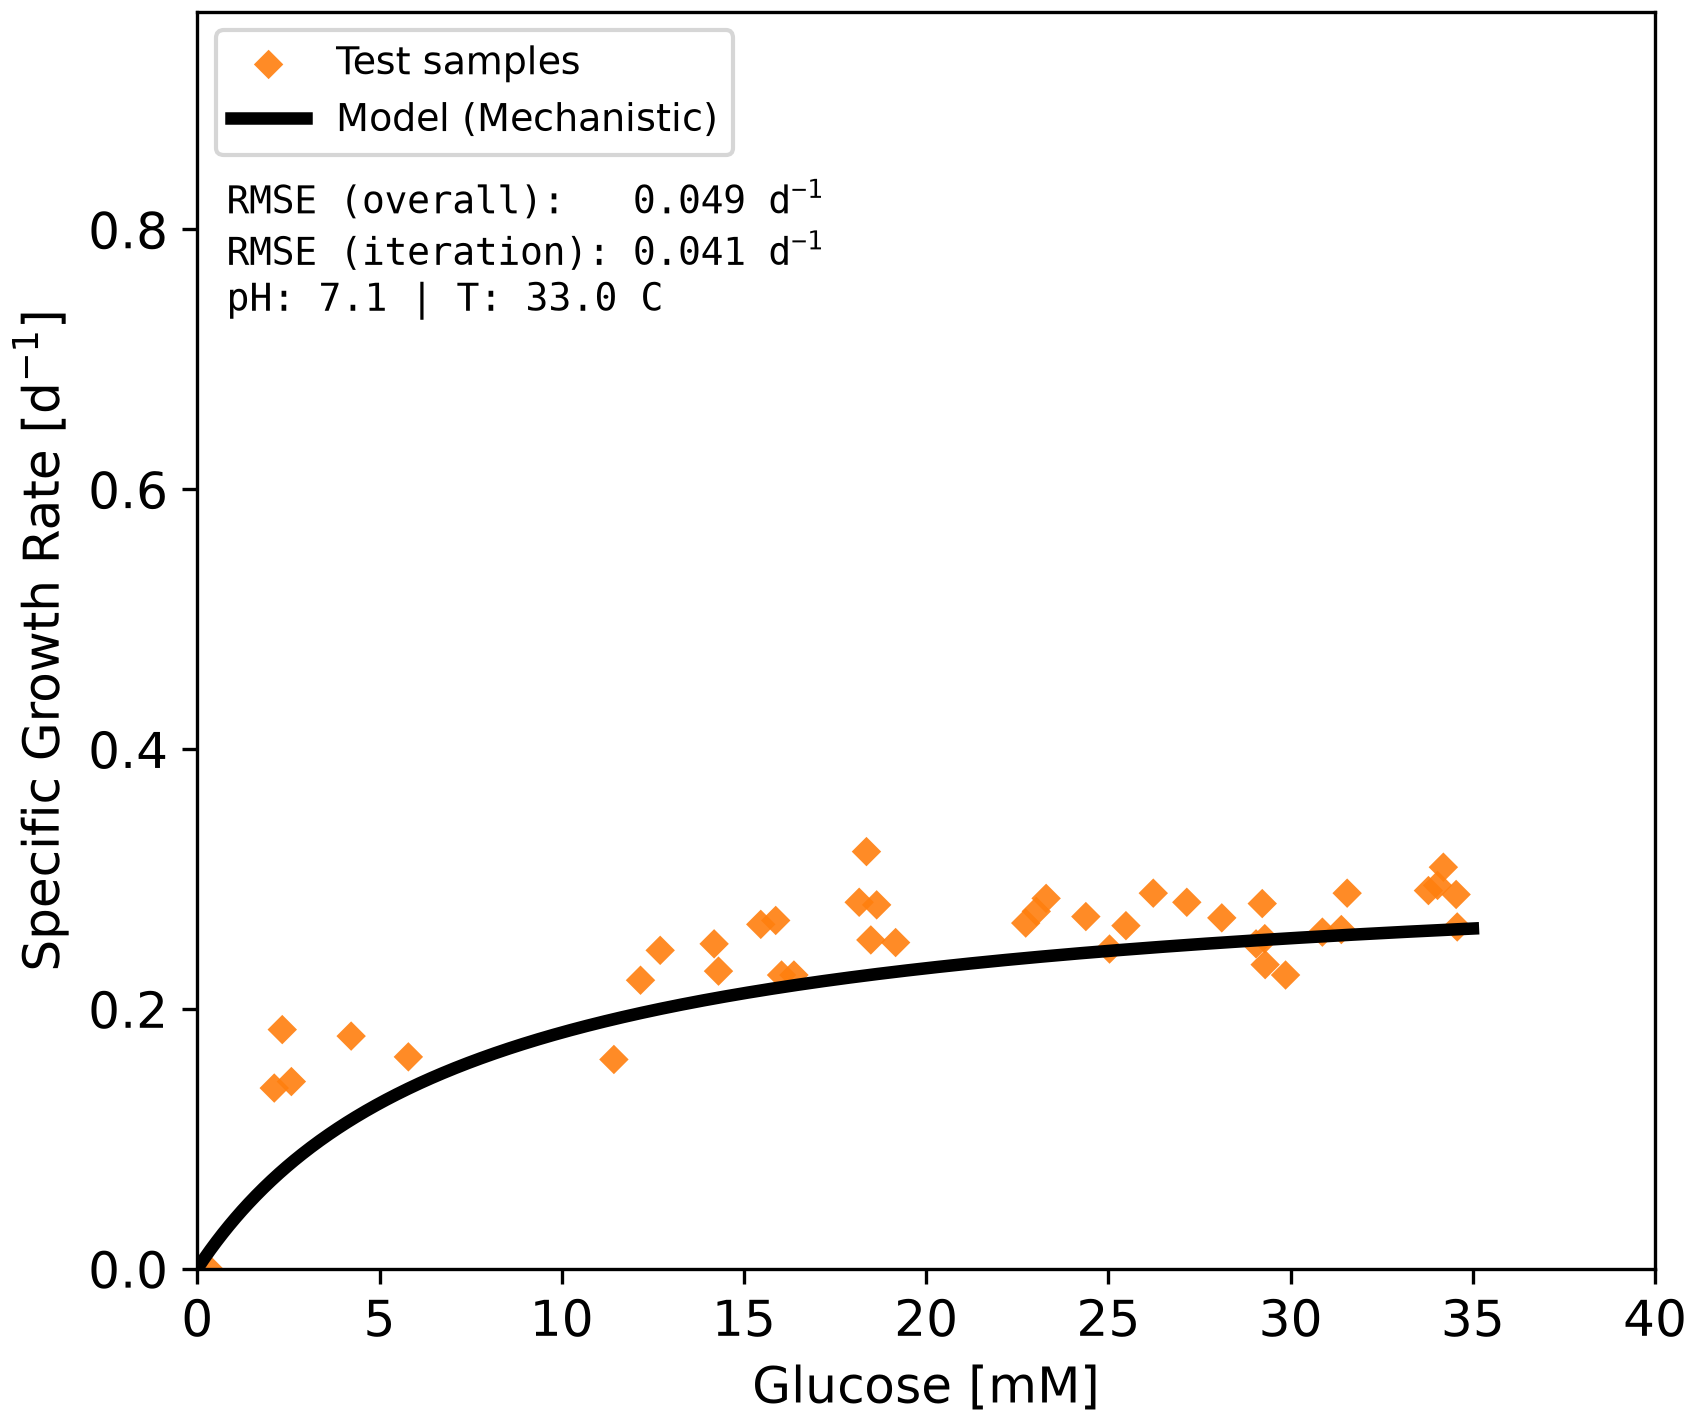 Test samples
Model (Mechanistic)
RMSE (overall): 0.049 d⁻¹
RMSE (iteration): 0.041 d⁻¹
pH: 7.1 | T: 33.0 C
Specific Growth Rate [d⁻¹]
0.8
0.6
0.4
0.2
0.0
0 5 10 15 20 25 30 35 40
Glucose [mM]